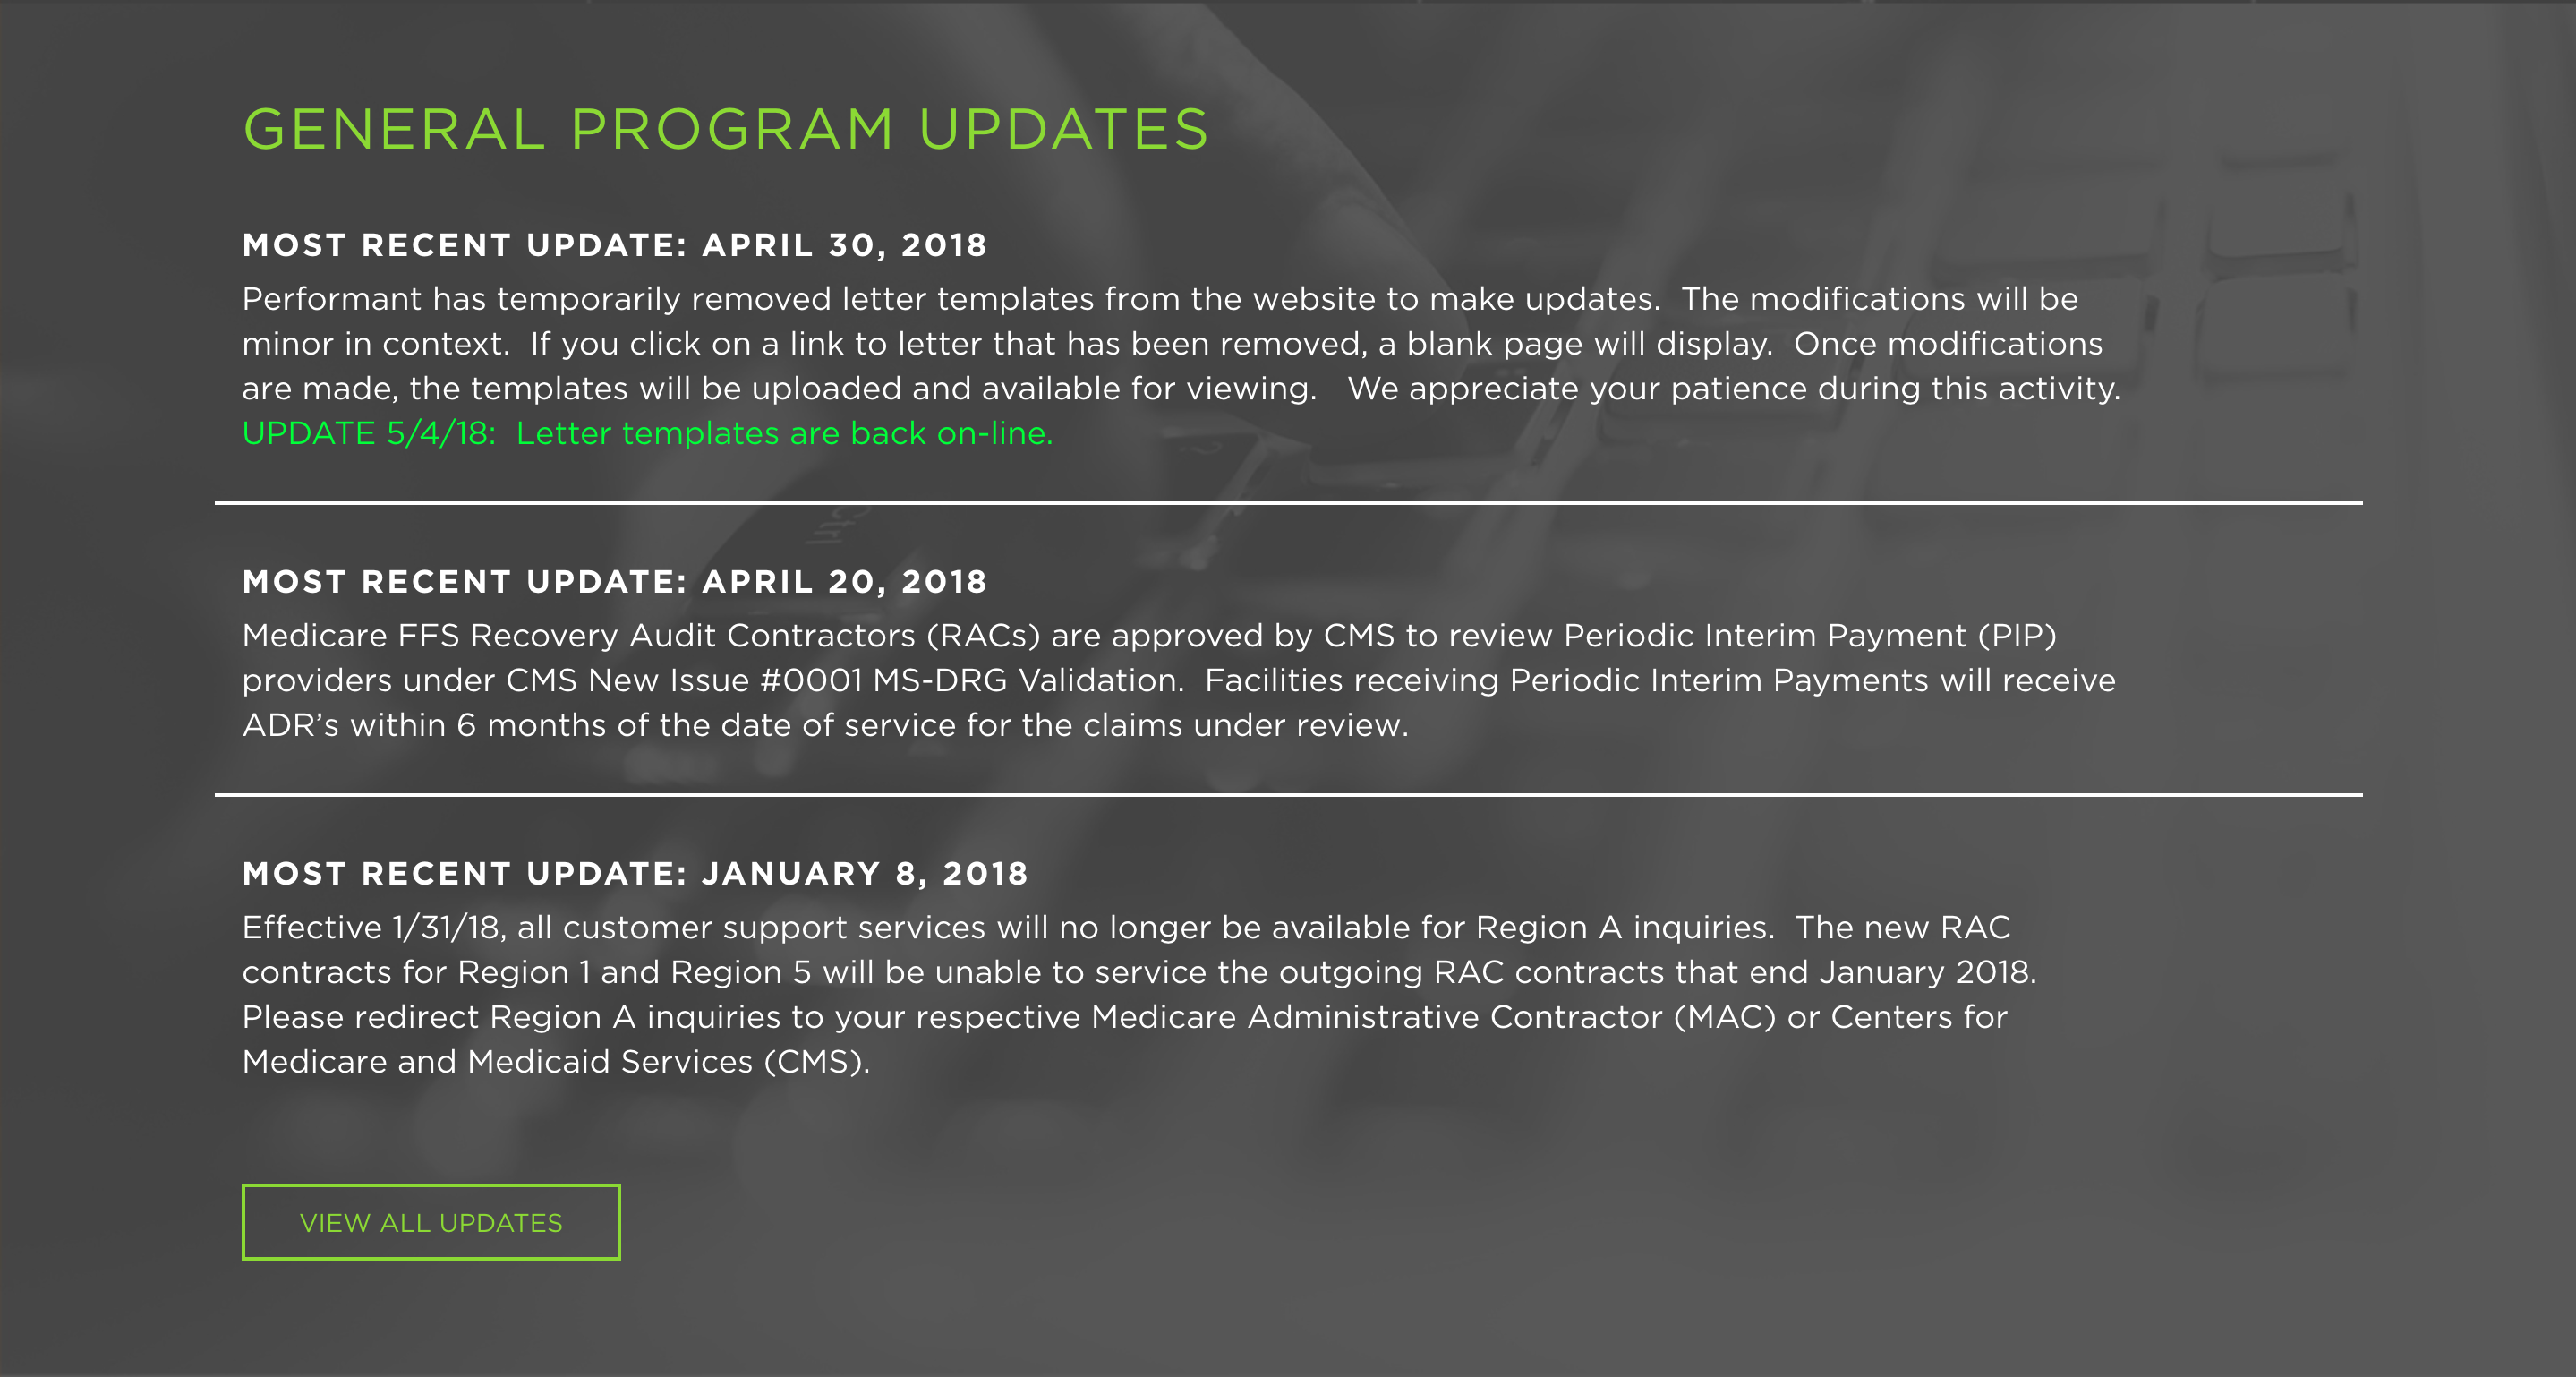 GENERAL PROGRAM UPDATES
MOST RECENT UPDATE: APRIL 30, 2018
Performant has temporarily removed letter templates from the website to make updates.  The modifications will be
minor in context.  If you click on a link to letter that has been removed, a blank page will display.  Once modifications
are made, the templates will be uploaded and available for viewing.   We appreciate your patience during this activity.
UPDATE 5/4/18:  Letter templates are back on-line.
MOST RECENT UPDATE: APRIL 20, 2018
Medicare FFS Recovery Audit Contractors (RACs) are approved by CMS to review Periodic Interim Payment (PIP)
providers under CMS New Issue #0001 MS-DRG Validation.  Facilities receiving Periodic Interim Payments will receive
ADR’s within 6 months of the date of service for the claims under review.
MOST RECENT UPDATE: JANUARY 8, 2018
Effective 1/31/18, all customer support services will no longer be available for Region A inquiries.  The new RAC
contracts for Region 1 and Region 5 will be unable to service the outgoing RAC contracts that end January 2018.
Please redirect Region A inquiries to your respective Medicare Administrative Contractor (MAC) or Centers for
Medicare and Medicaid Services (CMS).
VIEW ALL UPDATES
Ctrl